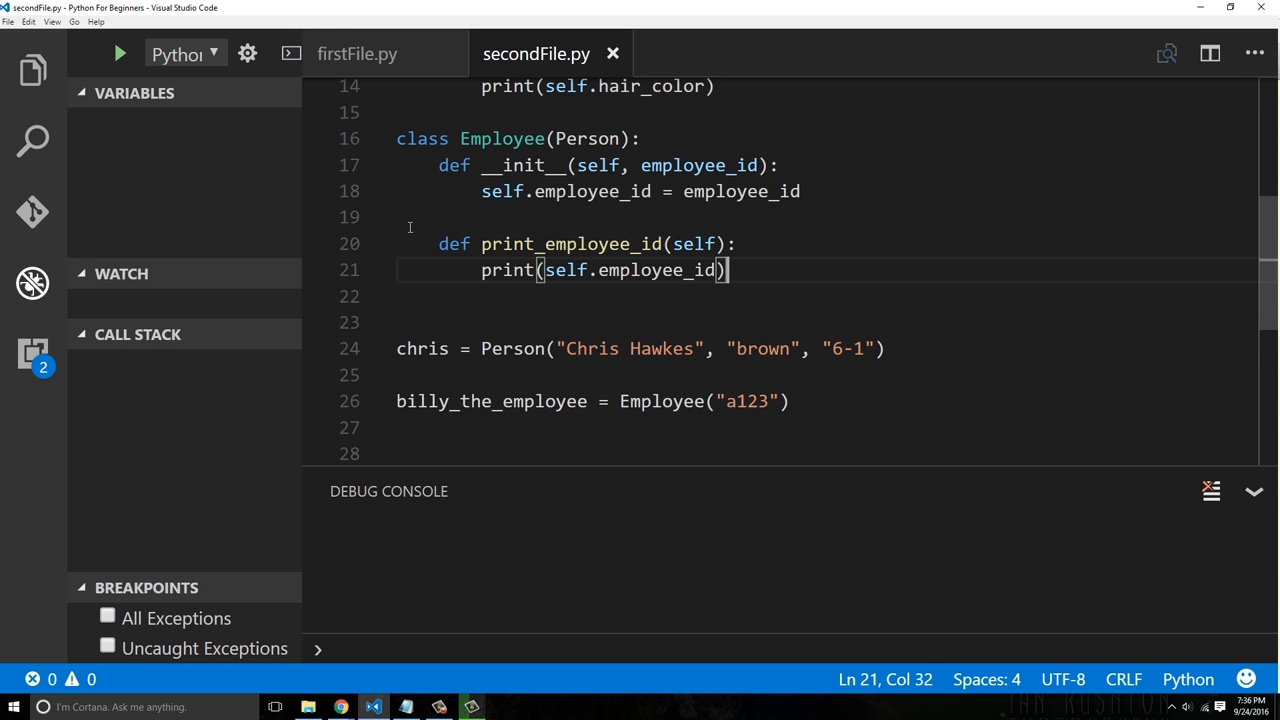 secondFile.py - Python For Beginners - Visual Studio Code
File Edit View Go Help
Pythor
firstFile.py
secondFile.py
VARIABLES
WATCH
CALL STACK
2
BREAKPOINTS
All Exceptions
Uncaught Exceptions
14 print(self.hair_color)
15
16 class Employee(Person):
17 def __init__(self, employee_id):
18 self.employee_id = employee_id
19
20 def print_employee_id(self):
21 print(self.employee_id)
22
23
24 chris = Person("Chris Hawkes", "brown", "6-1")
25
26 billy_the_employee = Employee("a123")
27
28
DEBUG CONSOLE
0 0
Ln 21, Col 32 Spaces: 4 UTF-8 CRLF Python
I'm Cortana. Ask me anything.
7:36 PM
9/24/2016